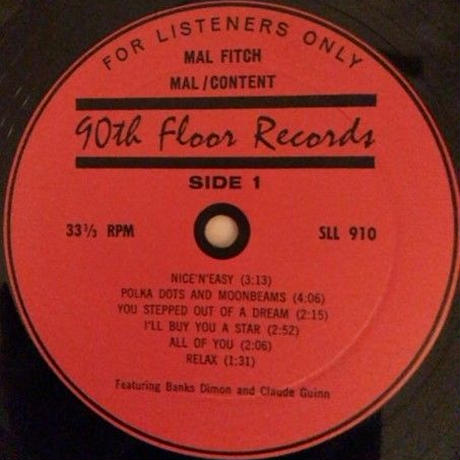 FOR LISTENERS ONLY
MAL FITCH
MAL/CONTENT
90th Floor Records
SIDE 1
33⅓ RPM
SLL 910
NICE'N'EASY (3:13)
POLKA DOTS AND MOONBEAMS (4:06)
YOU STEPPED OUT OF A DREAM (2:15)
I'LL BUY YOU A STAR (2:52)
ALL OF YOU (2:06)
RELAX (1:31)
Featuring Banks Dimon and Claude Guinn